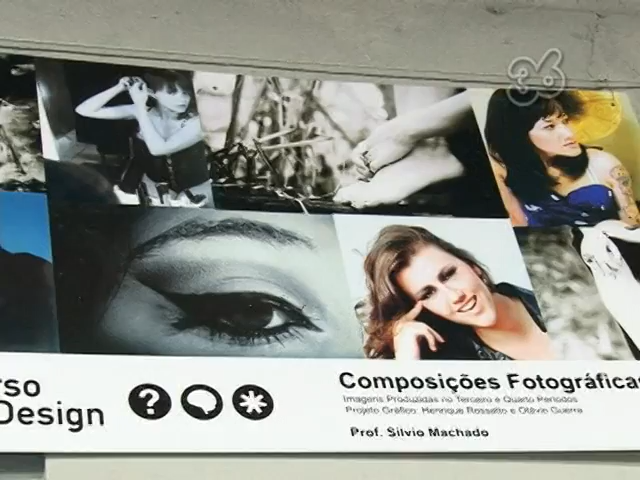 36
rso
Design
?
*
Composições Fotográficas
Imagens Produzidas no Terceiro e Quarto Períodos
Projeto Gráfico: Henrique Rossatto e Otávio Guerra
Prof. Silvio Machado